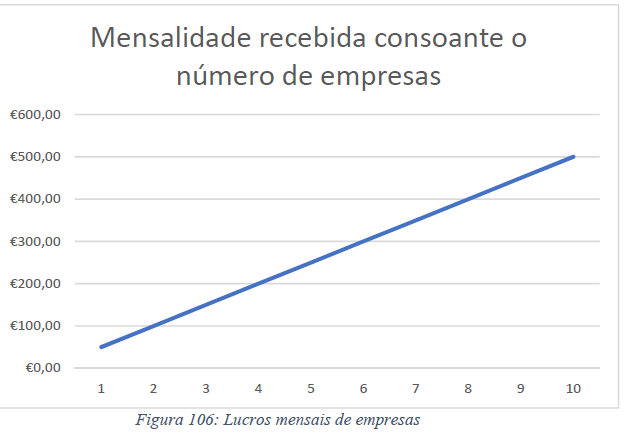 Mensalidade recebida consoante o
número de empresas
€600,00
€500,00
€400,00
€300,00
€200,00
€100,00
€0,00
1 2 3 4 5 6 7 8 9 10
Figura 106: Lucros mensais de empresas